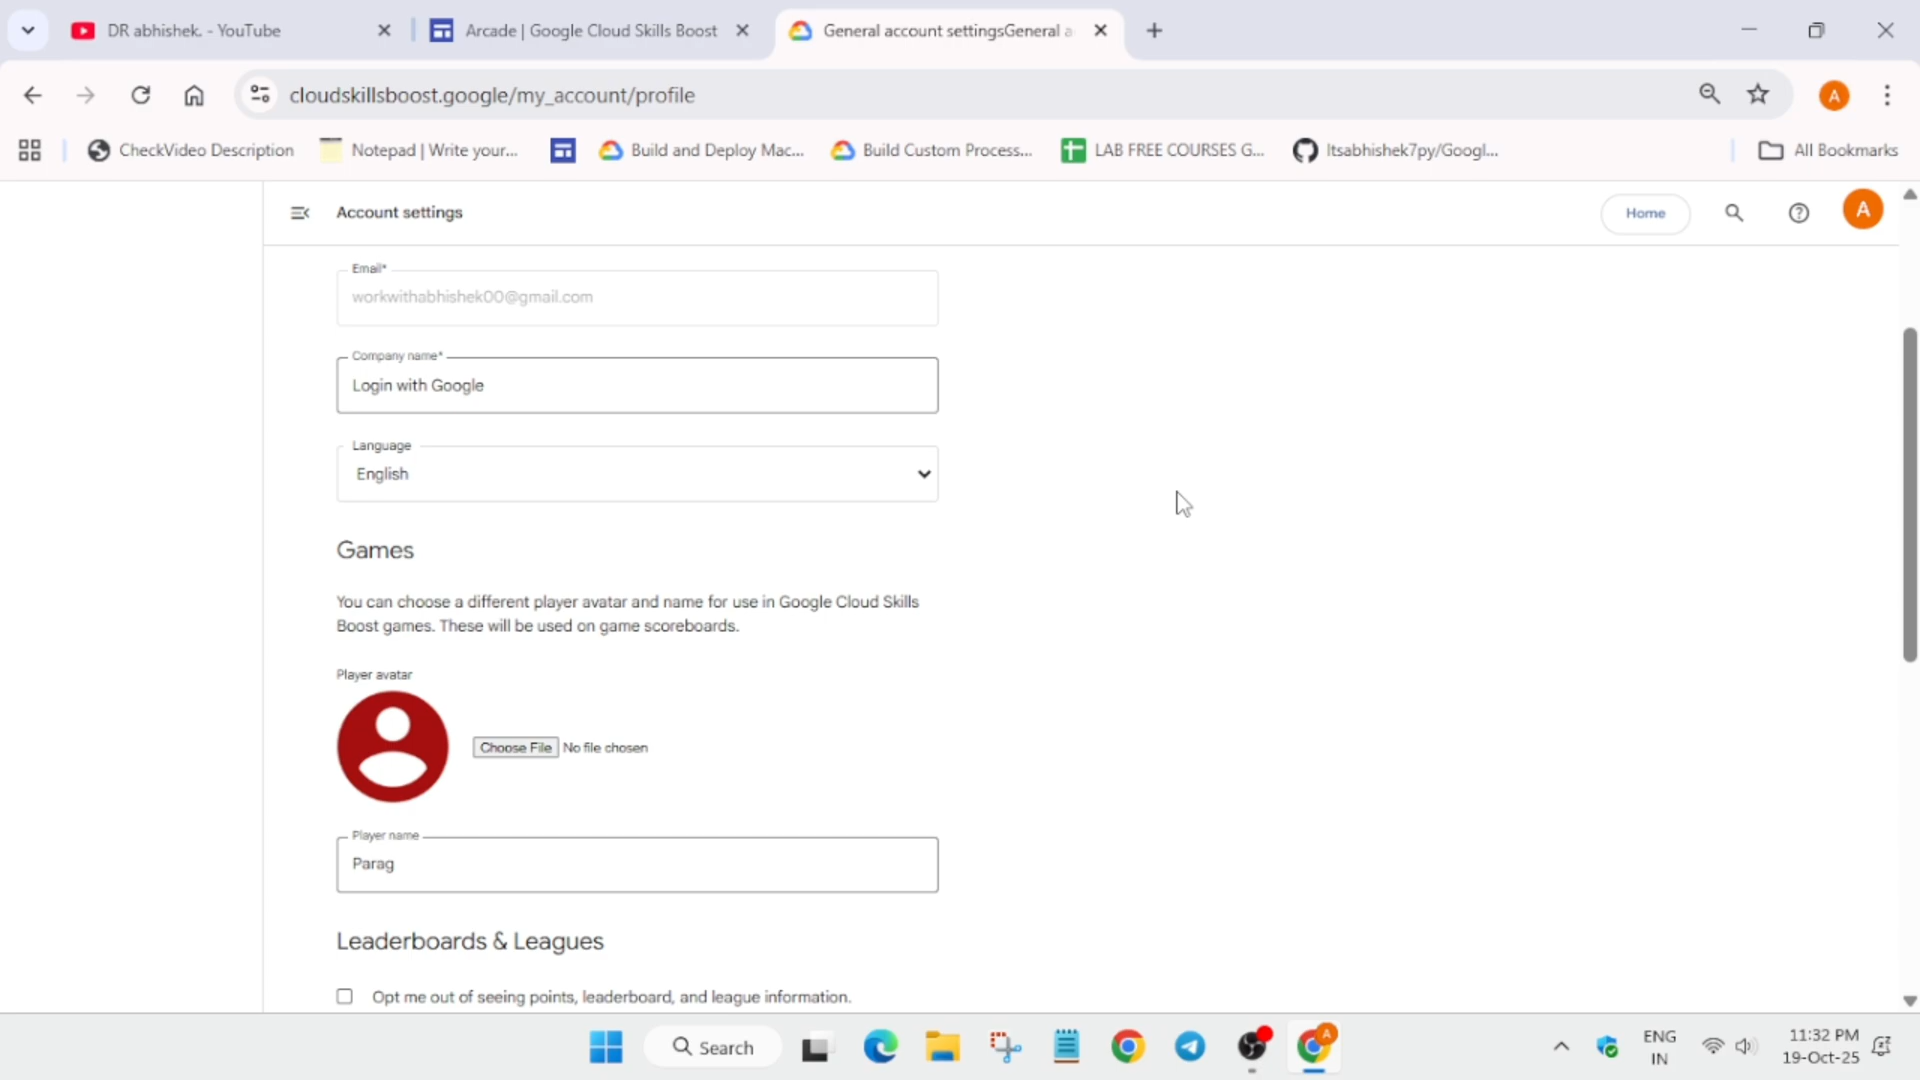 DR abhishek. - YouTube
Arcade | Google Cloud Skills Boost
General account settingsGeneral a
cloudskillsboost.google/my_account/profile
A
CheckVideo Description
Notepad | Write your...
Build and Deploy Mac...
Build Custom Process...
LAB FREE COURSES G...
Itsabhishek7py/Googl...
All Bookmarks
Account settings
Home
A
Email*
workwithabhishek00@gmail.com
Company name*
Login with Google
Language
English
Games
You can choose a different player avatar and name for use in Google Cloud Skills
Boost games. These will be used on game scoreboards.
Player avatar
Choose File No file chosen
Player name
Parag
Leaderboards & Leagues
Opt me out of seeing points, leaderboard, and league information.
Search
A
ENG
IN
11:32 PM
19-Oct-25